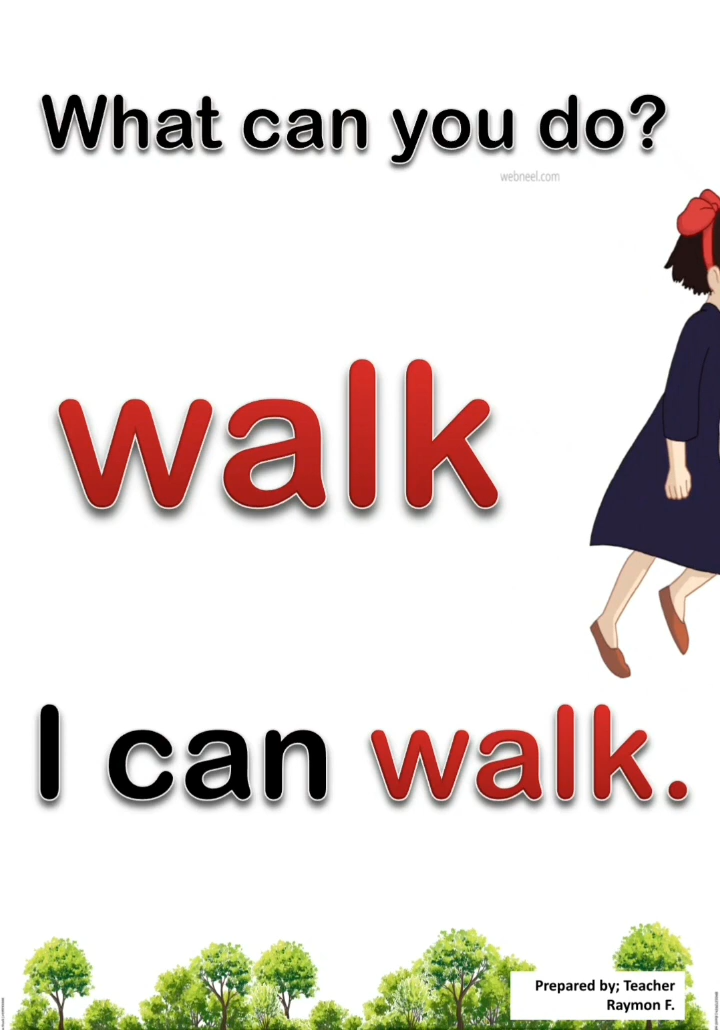 What can you do?
webneel.com
walk
I can walk.
Prepared by; Teacher
Raymon F.